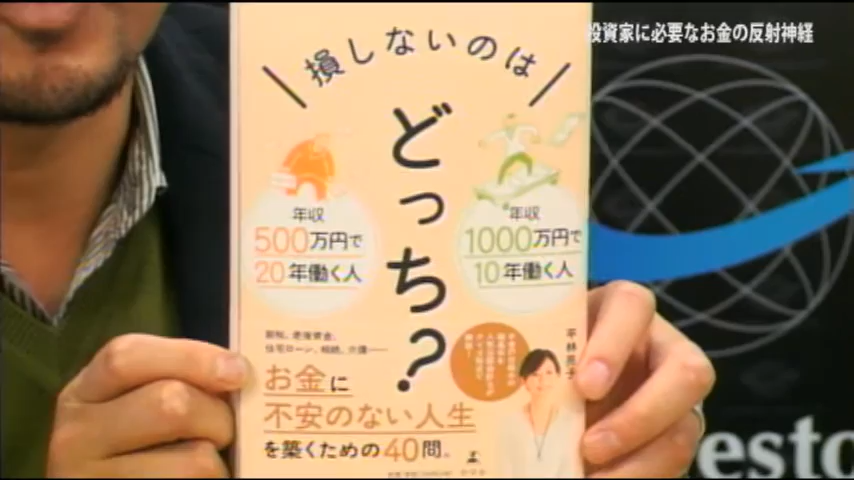 投資家に必要なお金の反射神経
損しないのは
どっち?
年収
500万円で
20年働く人
年収
1000万円で
10年働く人
節税、老後資金、
住宅ローン、相続、介護……
お金に
不安のない人生
を築くための40問。
平林亮子
esto